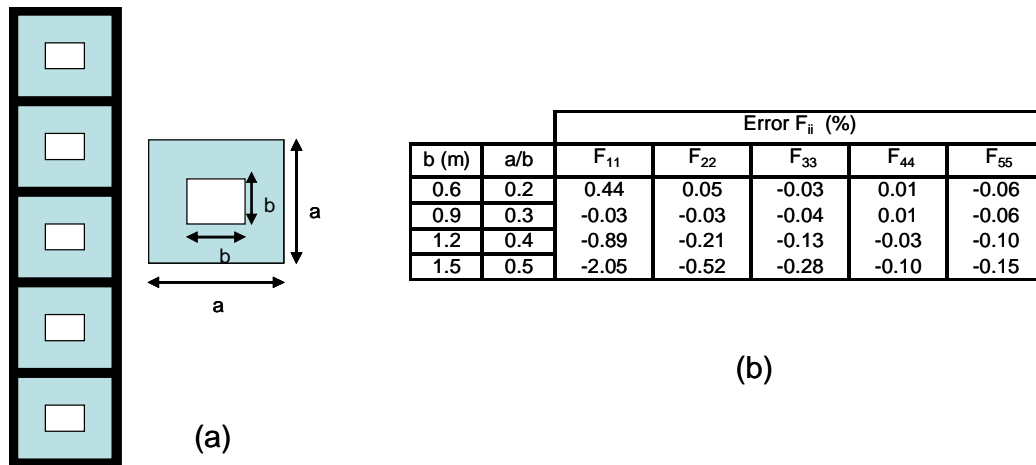 b
a
b
a
(a)
Error Fii (%)
b (m) a/b F11 F22 F33 F44 F55
0.6 0.2 0.44 0.05 -0.03 0.01 -0.06
0.9 0.3 -0.03 -0.03 -0.04 0.01 -0.06
1.2 0.4 -0.89 -0.21 -0.13 -0.03 -0.10
1.5 0.5 -2.05 -0.52 -0.28 -0.10 -0.15
(b)